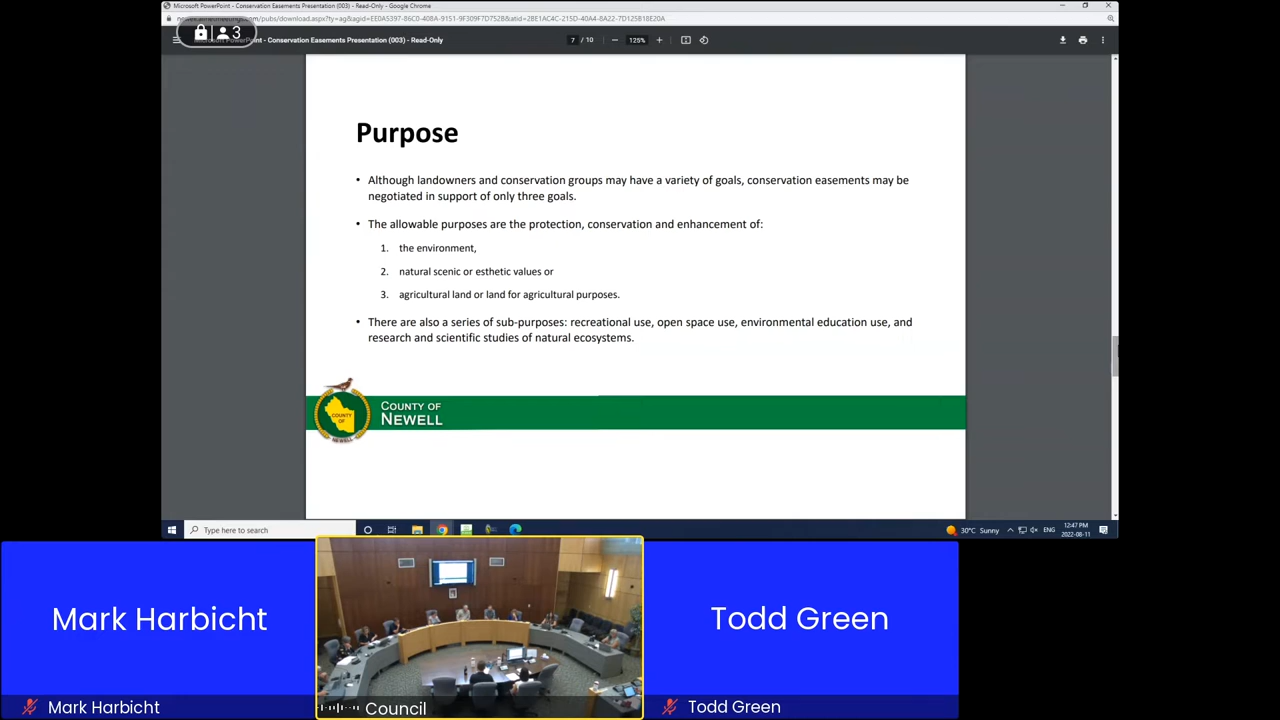 Microsoft PowerPoint - Conservation Easements Presentation (003) - Read-Only - Google Chrome
3
Microsoft PowerPoint - Conservation Easements Presentation (003) - Read-Only
7 / 10
125%
Purpose
• Although landowners and conservation groups may have a variety of goals, conservation easements may be
negotiated in support of only three goals.
• The allowable purposes are the protection, conservation and enhancement of:
1. the environment,
2. natural scenic or esthetic values or
3. agricultural land or land for agricultural purposes.
• There are also a series of sub-purposes: recreational use, open space use, environmental education use, and
research and scientific studies of natural ecosystems.
COUNTY
OF
NEWELL
COUNTY OF
NEWELL
Type here to search
30°C Sunny
ENG
12:47 PM
2022-08-11
Mark Harbicht
Todd Green
Mark Harbicht
Council
Todd Green